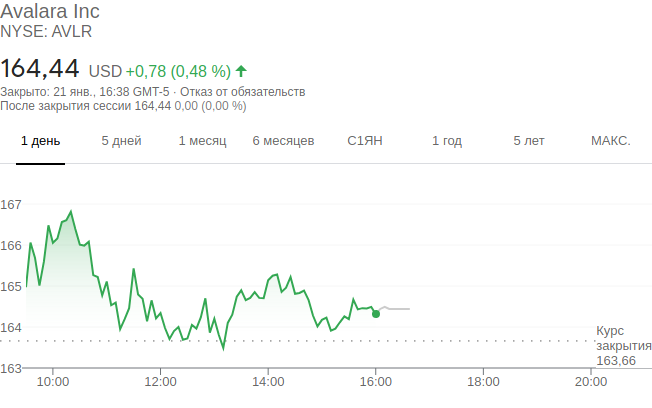 Avalara Inc
NYSE: AVLR
164,44 USD +0,78 (0,48 %)
Закрыто: 21 янв., 16:38 GMT-5 · Отказ от обязательств
После закрытия сессии 164,44 0,00 (0,00 %)
1 день 5 дней 1 месяц 6 месяцев С1ЯН 1 год 5 лет МАКС.
167
166
165
164
Курс
закрытия
163,66
163
10:00 12:00 14:00 16:00 18:00 20:00